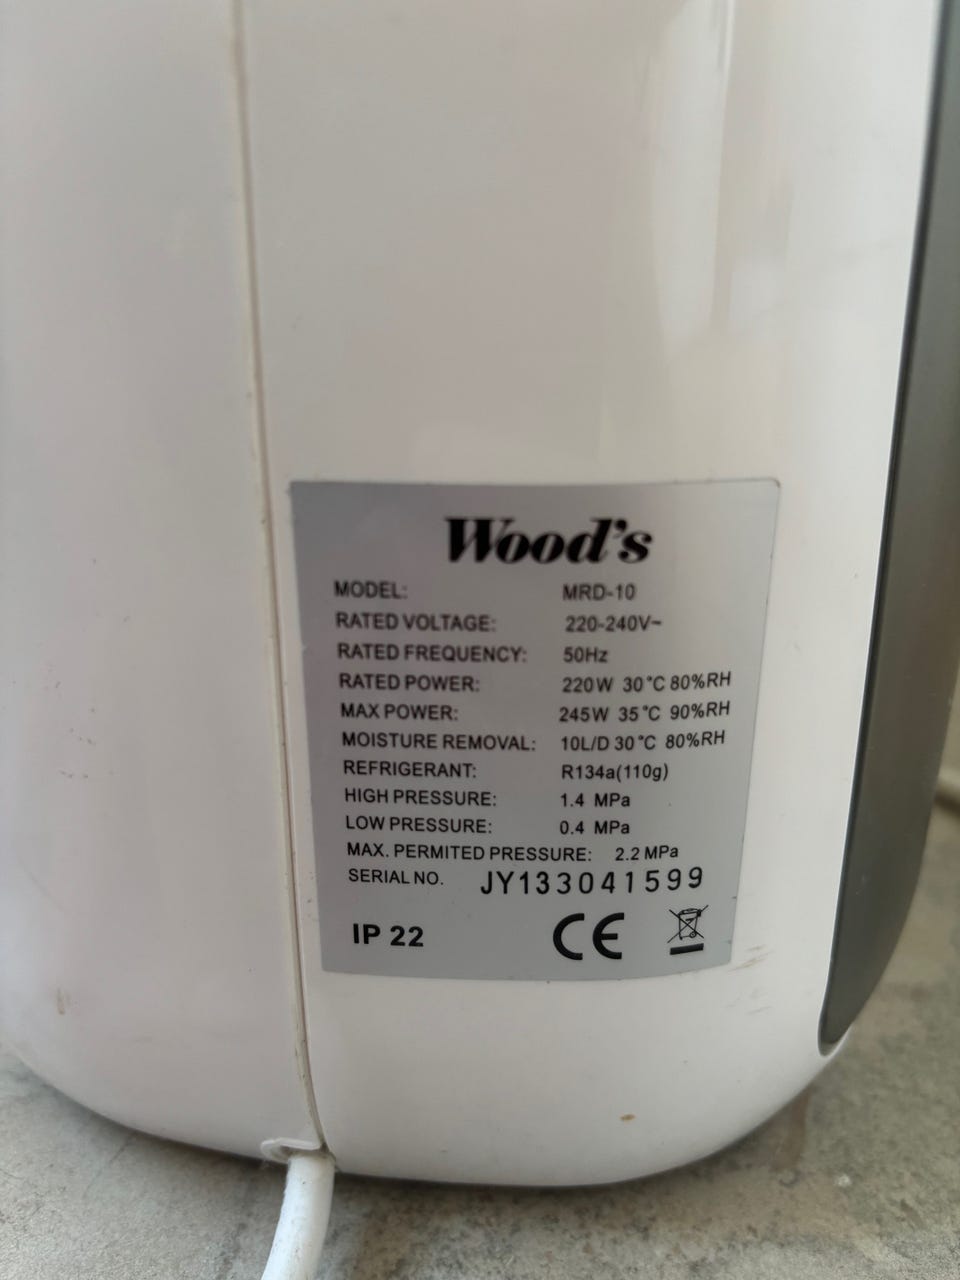 Wood's
MODEL: MRD-10
RATED VOLTAGE: 220-240V~
RATED FREQUENCY: 50Hz
RATED POWER: 220W 30°C 80%RH
MAX POWER: 245W 35°C 90%RH
MOISTURE REMOVAL: 10L/D 30°C 80%RH
REFRIGERANT: R134a(110g)
HIGH PRESSURE: 1.4 MPa
LOW PRESSURE: 0.4 MPa
MAX. PERMITED PRESSURE: 2.2 MPa
SERIAL NO. JY133041599
IP 22 CE